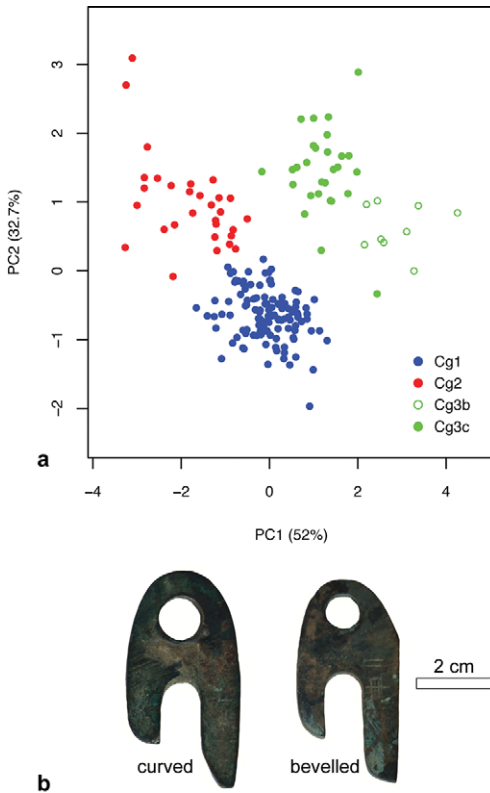 3
2
1
0
−1
−2
PC2 (32.7%)
Cg1
Cg2
Cg3b
Cg3c
−4
−2
0
2
4
a
PC1 (52%)
2 cm
curved
bevelled
b